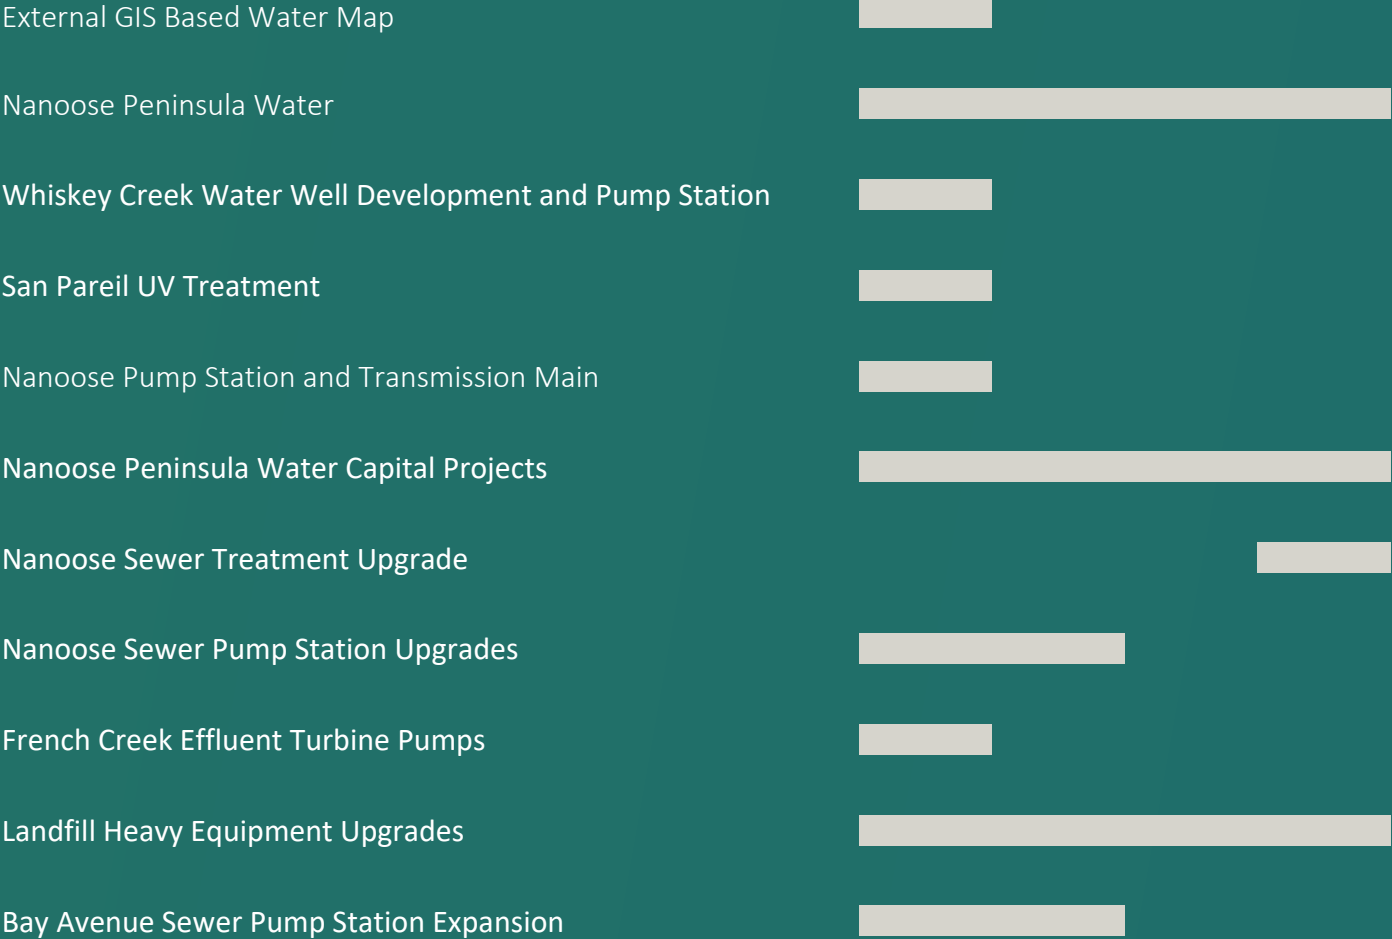 External GIS Based Water Map
Nanoose Peninsula Water
Whiskey Creek Water Well Development and Pump Station
San Pareil UV Treatment
Nanoose Pump Station and Transmission Main
Nanoose Peninsula Water Capital Projects
Nanoose Sewer Treatment Upgrade
Nanoose Sewer Pump Station Upgrades
French Creek Effluent Turbine Pumps
Landfill Heavy Equipment Upgrades
Bay Avenue Sewer Pump Station Expansion